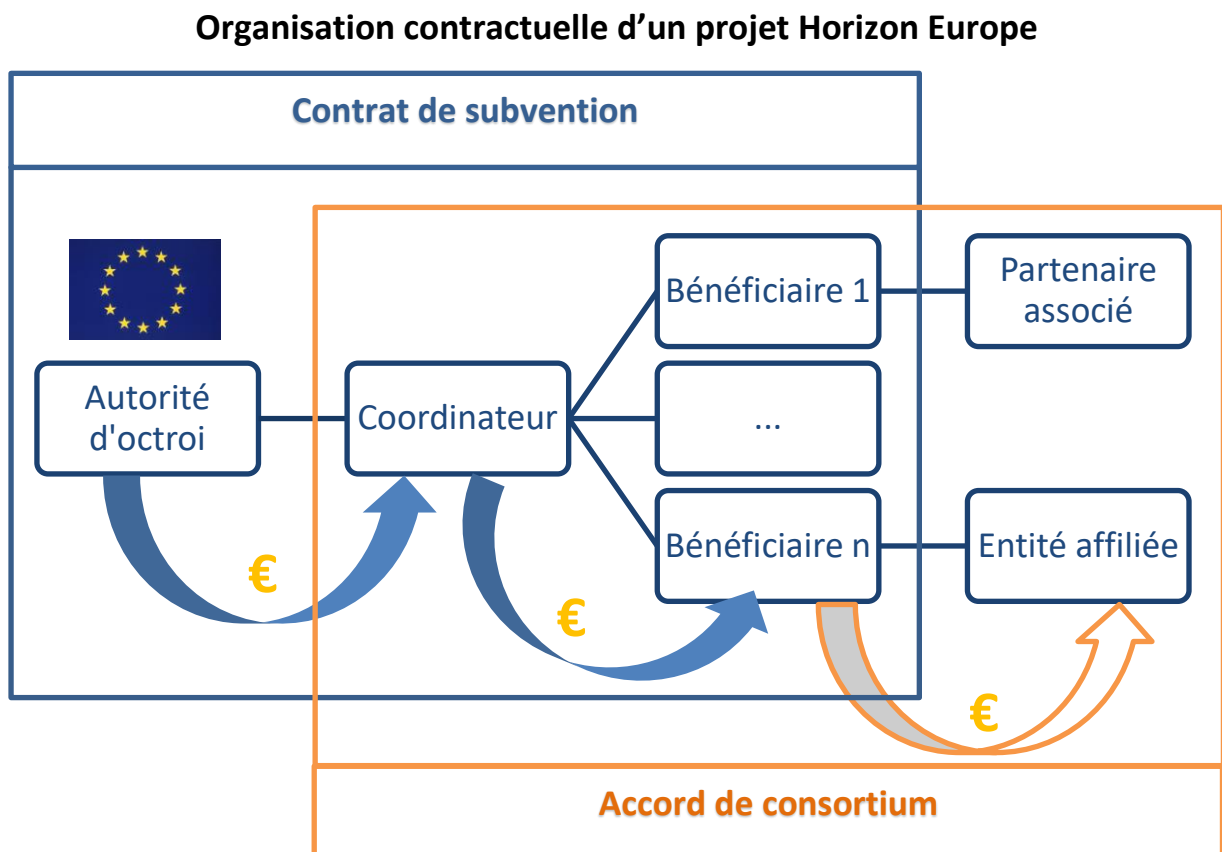 Organisation contractuelle d’un projet Horizon Europe
Contrat de subvention
Autorité
d'octroi
Coordinateur
Bénéficiaire 1
...
Bénéficiaire n
Partenaire
associé
Entité affiliée
€
€
€
Accord de consortium